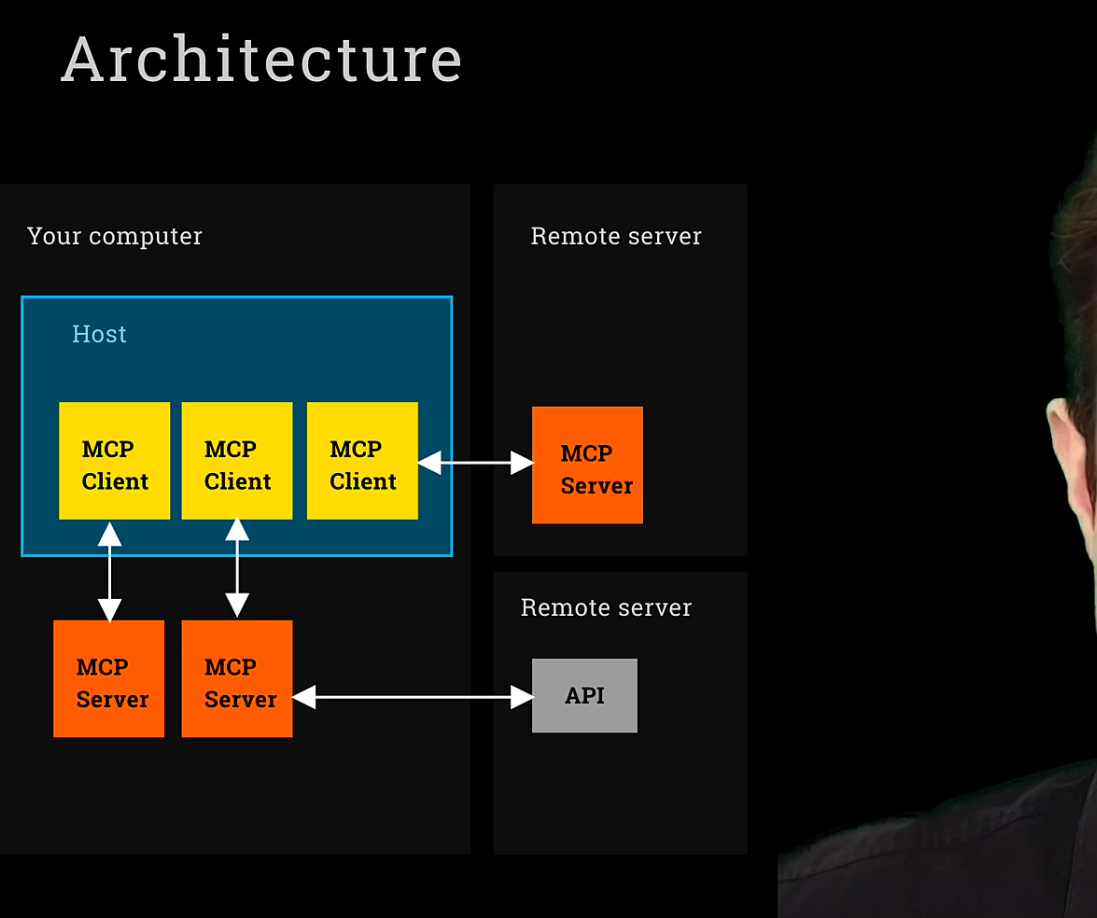 Architecture
Your computer
Remote server
Host
MCP
Client
MCP
Client
MCP
Client
MCP
Server
Remote server
MCP
Server
MCP
Server
API